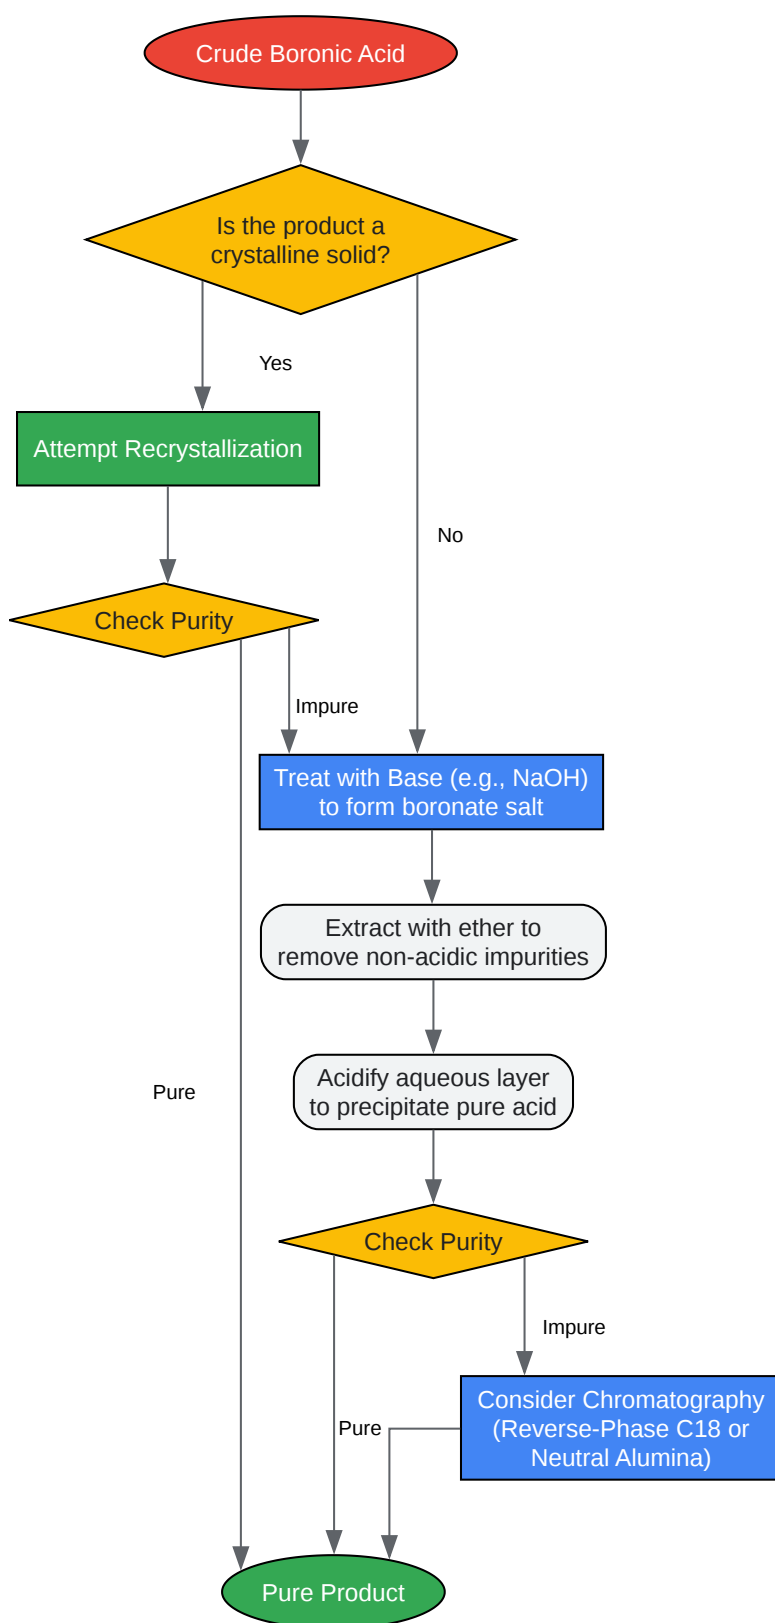 Crude Boronic Acid
Is the product a
crystalline solid?
Yes
Attempt Recrystallization
No
Check Purity
Impure
Treat with Base (e.g., NaOH)
to form boronate salt
Extract with ether to
remove non-acidic impurities
Acidify aqueous layer
to precipitate pure acid
Pure
Check Purity
Impure
Consider Chromatography
(Reverse-Phase C18 or
Neutral Alumina)
Pure
Pure Product